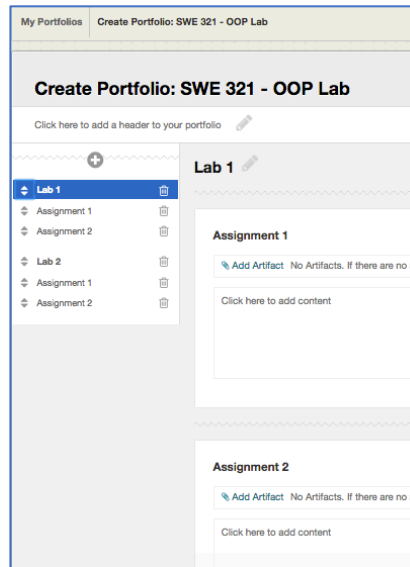 My Portfolios Create Portfolio: SWE 321 - OOP Lab
Create Portfolio: SWE 321 - OOP Lab
Click here to add a header to your portfolio
Lab 1
Assignment 1
Assignment 2
Lab 2
Assignment 1
Assignment 2
Lab 1
Assignment 1
Add Artifact No Artifacts. If there are no
Click here to add content
Assignment 2
Add Artifact No Artifacts. If there are no
Click here to add content